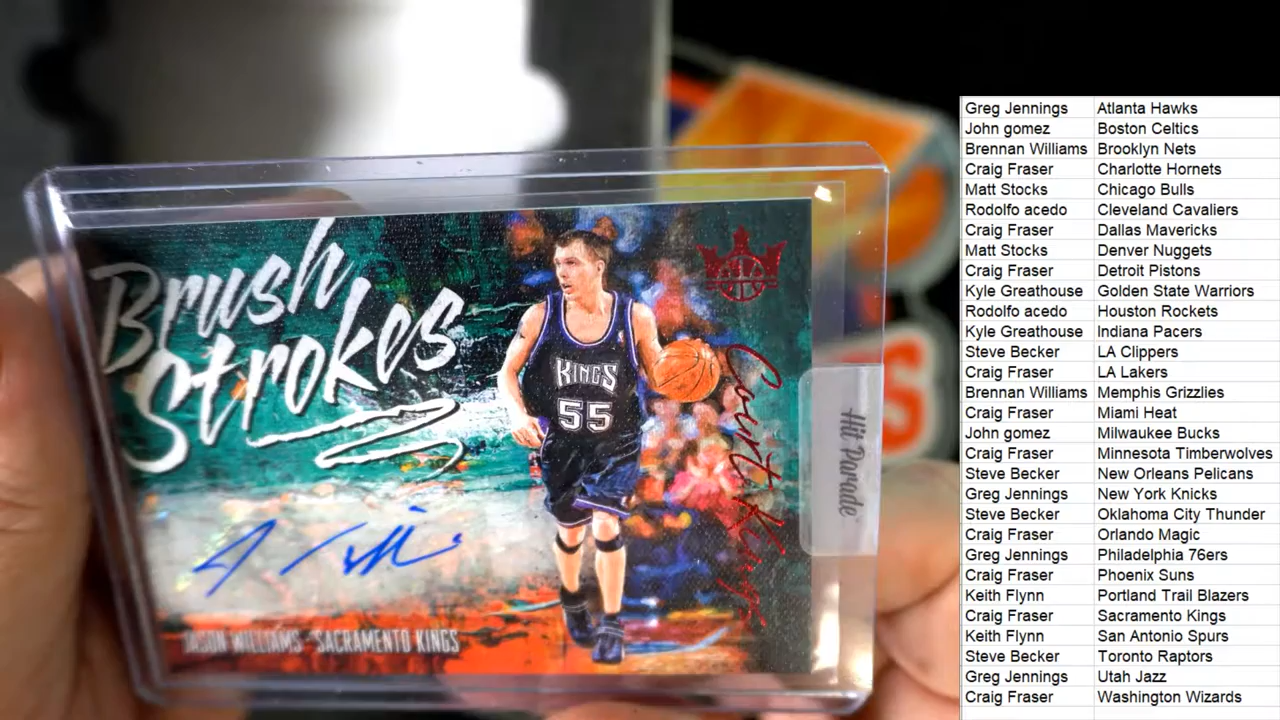 Brush
Strokes
KINGS
55
Court Kings
Hit Parade
JASON WILLIAMS - SACRAMENTO KINGS
Greg Jennings Atlanta Hawks
John gomez Boston Celtics
Brennan Williams Brooklyn Nets
Craig Fraser Charlotte Hornets
Matt Stocks Chicago Bulls
Rodolfo acedo Cleveland Cavaliers
Craig Fraser Dallas Mavericks
Matt Stocks Denver Nuggets
Craig Fraser Detroit Pistons
Kyle Greathouse Golden State Warriors
Rodolfo acedo Houston Rockets
Kyle Greathouse Indiana Pacers
Steve Becker LA Clippers
Craig Fraser LA Lakers
Brennan Williams Memphis Grizzlies
Craig Fraser Miami Heat
John gomez Milwaukee Bucks
Craig Fraser Minnesota Timberwolves
Steve Becker New Orleans Pelicans
Greg Jennings New York Knicks
Steve Becker Oklahoma City Thunder
Craig Fraser Orlando Magic
Greg Jennings Philadelphia 76ers
Craig Fraser Phoenix Suns
Keith Flynn Portland Trail Blazers
Craig Fraser Sacramento Kings
Keith Flynn San Antonio Spurs
Steve Becker Toronto Raptors
Greg Jennings Utah Jazz
Craig Fraser Washington Wizards